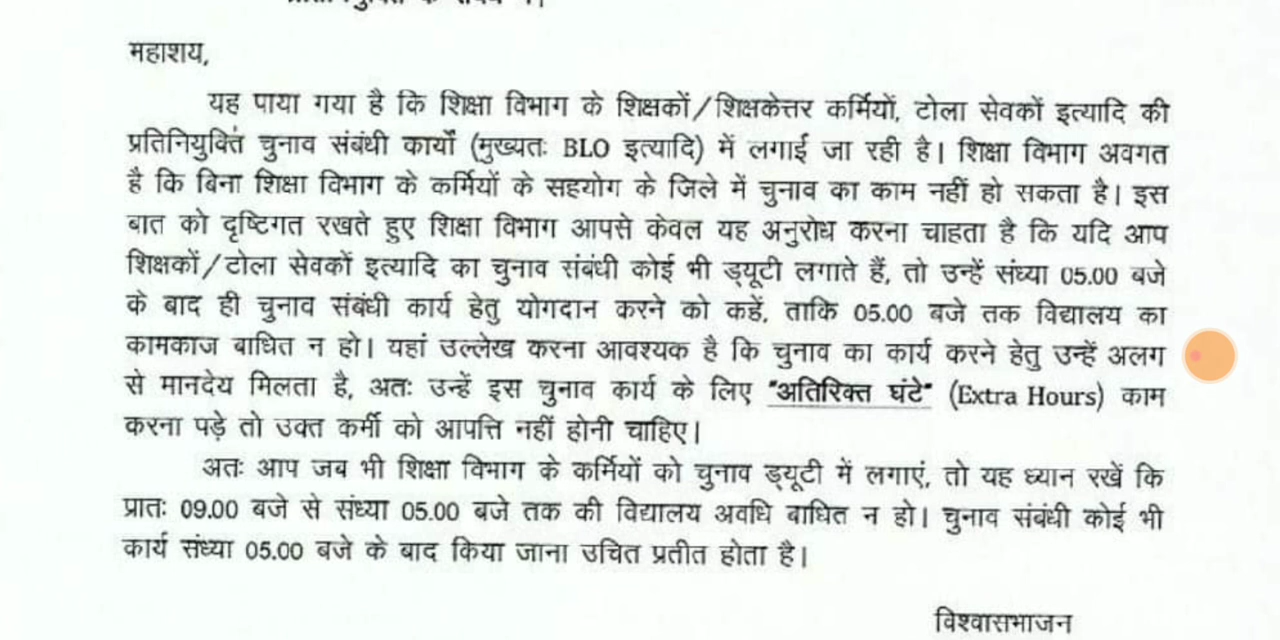 महाशय,
यह पाया गया है कि शिक्षा विभाग के शिक्षकों/शिक्षकेत्तर कर्मियों, टोला सेवकों इत्यादि की
प्रतिनियुक्ति चुनाव संबंधी कार्यों (मुख्यतः BLO इत्यादि) में लगाई जा रही है। शिक्षा विभाग अवगत
है कि बिना शिक्षा विभाग के कर्मियों के सहयोग के जिले में चुनाव का काम नहीं हो सकता है। इस
बात को दृष्टिगत रखते हुए शिक्षा विभाग आपसे केवल यह अनुरोध करना चाहता है कि यदि आप
शिक्षकों/टोला सेवकों इत्यादि का चुनाव संबंधी कोई भी ड्यूटी लगाते हैं, तो उन्हें संध्या 05.00 बजे
के बाद ही चुनाव संबंधी कार्य हेतु योगदान करने को कहें, ताकि 05.00 बजे तक विद्यालय का
कामकाज बाधित न हो। यहां उल्लेख करना आवश्यक है कि चुनाव का कार्य करने हेतु उन्हें अलग
से मानदेय मिलता है, अतः उन्हें इस चुनाव कार्य के लिए "अतिरिक्त घंटे" (Extra Hours) काम
करना पड़े तो उक्त कर्मी को आपत्ति नहीं होनी चाहिए।
अतः आप जब भी शिक्षा विभाग के कर्मियों को चुनाव ड्यूटी में लगाएं, तो यह ध्यान रखें कि
प्रातः 09.00 बजे से संध्या 05.00 बजे तक की विद्यालय अवधि बाधित न हो। चुनाव संबंधी कोई भी
कार्य संध्या 05.00 बजे के बाद किया जाना उचित प्रतीत होता है।
विश्वासभाजन